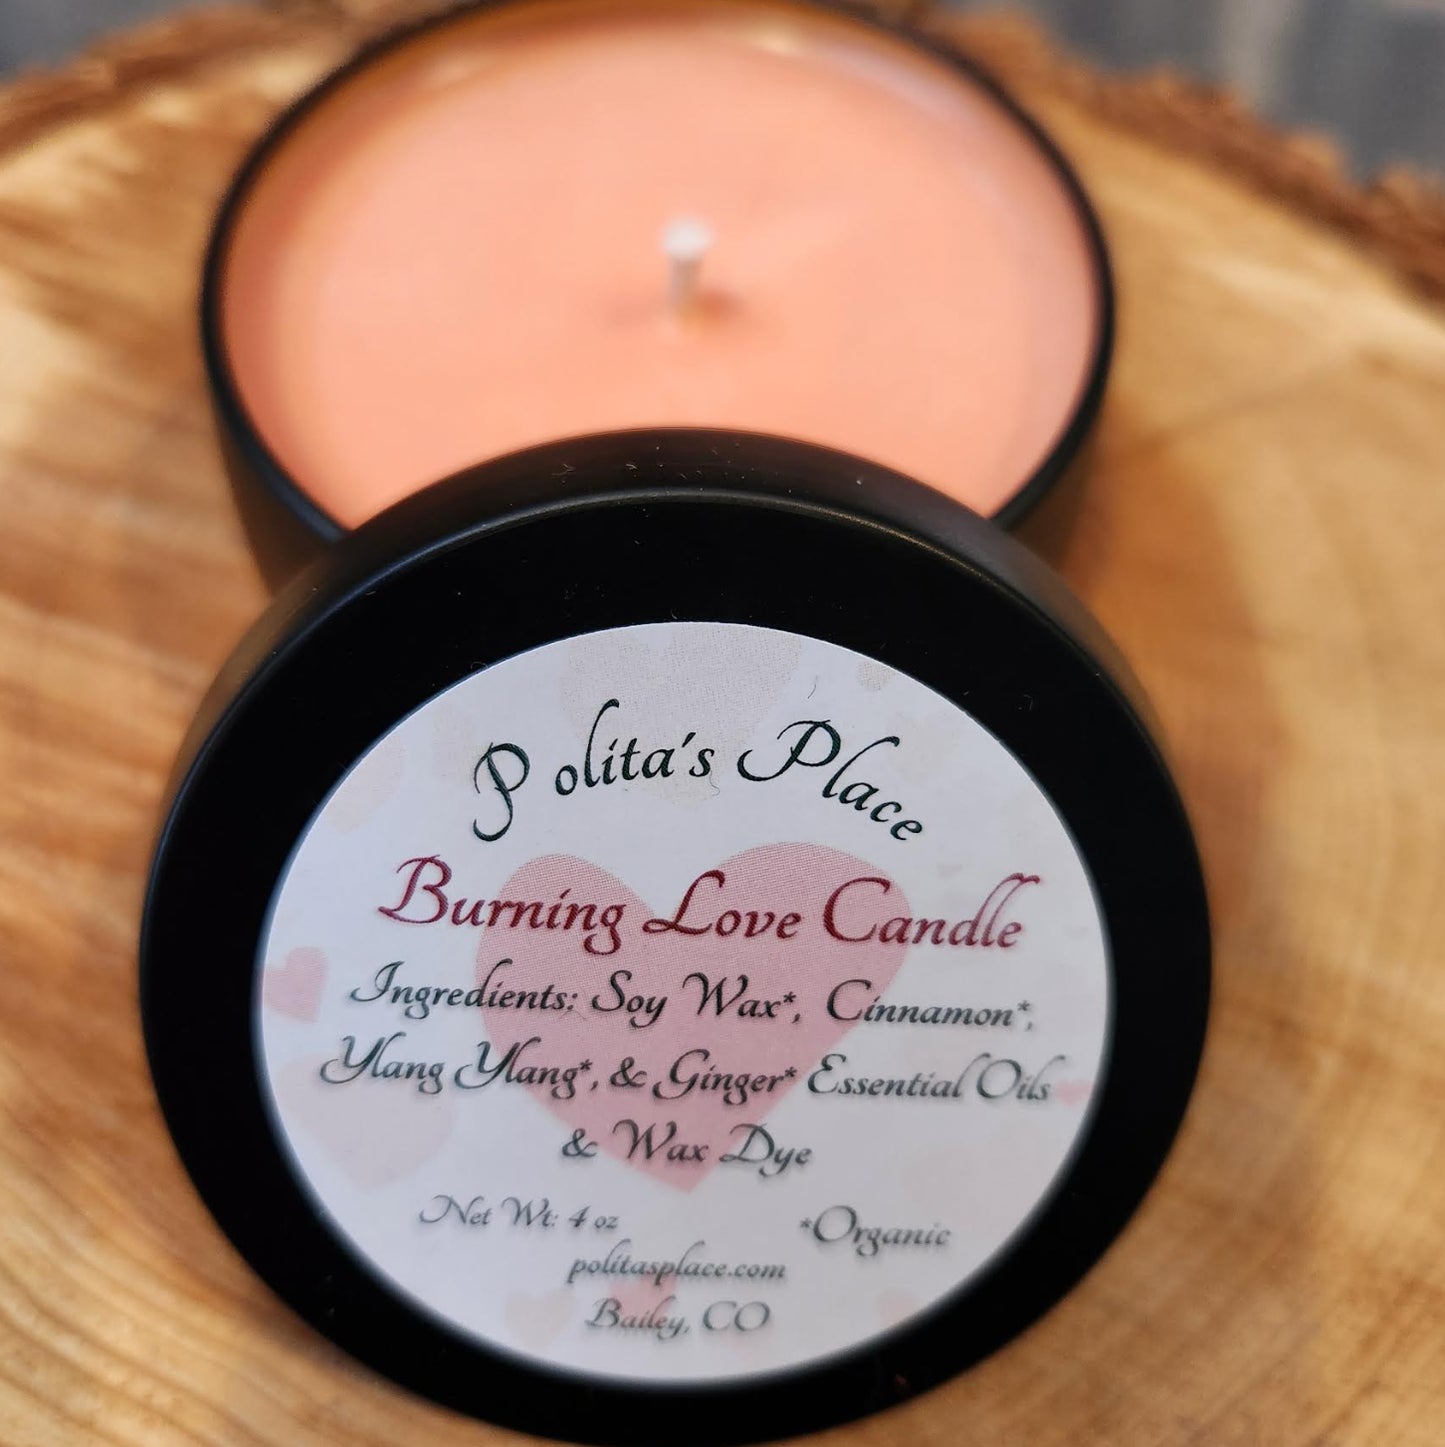 Polita's Place
Burning Love Candle
Ingredients: Soy Wax*, Cinnamon*,
Ylang Ylang*, & Ginger* Essential Oils
& Wax Dye
Net Wt: 4 oz *Organic
politasplace.com
Bailey, CO